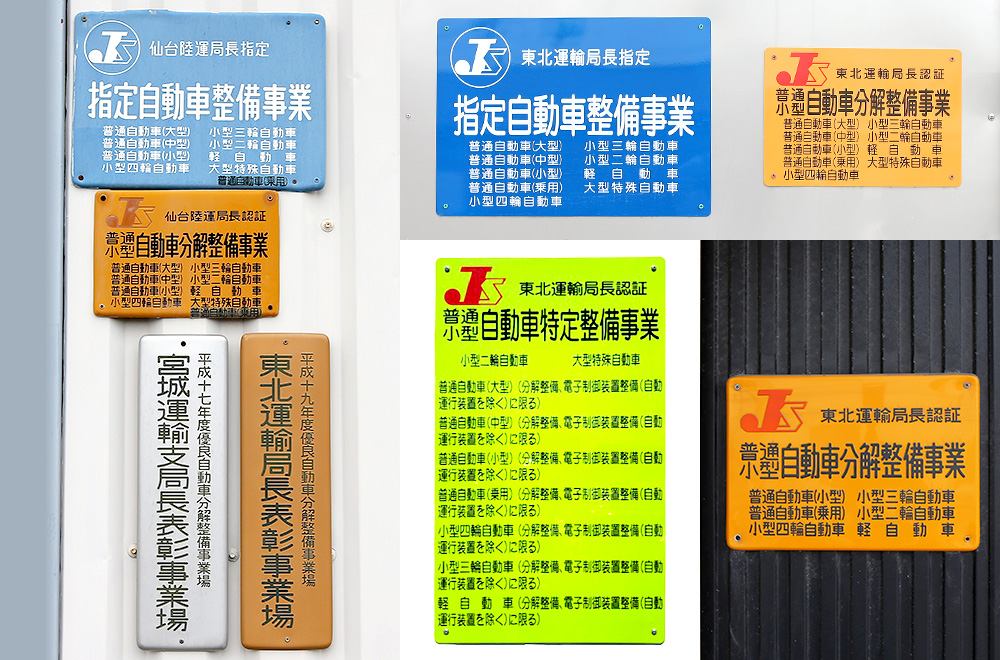 JS 仙台陸運局長指定
指定自動車整備事業
普通自動車(大型) 小型三輪自動車
普通自動車(中型) 小型二輪自動車
普通自動車(小型) 軽自動車
小型四輪自動車 大型特殊自動車
普通自動車(乗用)
JS 仙台陸運局長認証
普通小型 自動車分解整備事業
普通自動車(大型) 小型三輪自動車
普通自動車(中型) 小型二輪自動車
普通自動車(小型) 軽自動車
小型四輪自動車 大型特殊自動車
普通自動車(乗用)
平成十七年度優良自動車分解整備事業場
宮城運輸支局長表彰事業場
平成十九年度優良自動車分解整備事業場
東北運輸局長表彰事業場
JS 東北運輸局長指定
指定自動車整備事業
普通自動車(大型) 小型三輪自動車
普通自動車(中型) 小型二輪自動車
普通自動車(小型) 軽自動車
普通自動車(乗用) 大型特殊自動車
小型四輪自動車
JS 東北運輸局長認証
普通小型 自動車分解整備事業
普通自動車(大型) 小型三輪自動車
普通自動車(中型) 小型二輪自動車
普通自動車(小型) 軽自動車
普通自動車(乗用) 大型特殊自動車
小型四輪自動車
JS 東北運輸局長認証
普通小型 自動車特定整備事業
小型二輪自動車 大型特殊自動車
普通自動車(大型)(分解整備、電子制御装置整備(自動
運行装置を除く)に限る)
普通自動車(中型)(分解整備、電子制御装置整備(自動
運行装置を除く)に限る)
普通自動車(小型)(分解整備、電子制御装置整備(自動
運行装置を除く)に限る)
普通自動車(乗用)(分解整備、電子制御装置整備(自動
運行装置を除く)に限る)
小型四輪自動車(分解整備、電子制御装置整備(自動
運行装置を除く)に限る)
小型三輪自動車(分解整備、電子制御装置整備(自動
運行装置を除く)に限る)
軽自動車(分解整備、電子制御装置整備(自動
運行装置を除く)に限る)
JS 東北運輸局長認証
普通小型 自動車分解整備事業
普通自動車(小型) 小型三輪自動車
普通自動車(乗用) 小型二輪自動車
小型四輪自動車 軽自動車